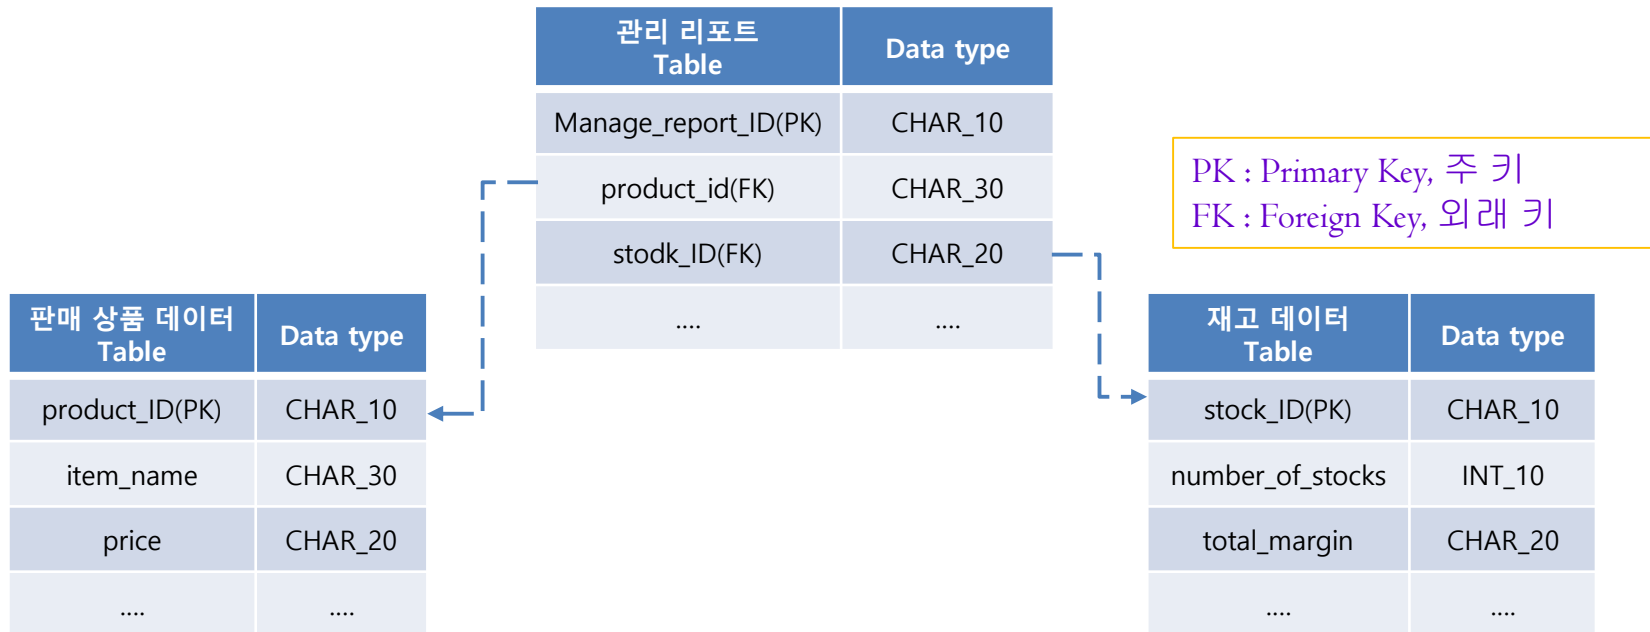 관리 리포트
Table
Data type
Manage_report_ID(PK)
CHAR_10
product_id(FK)
CHAR_30
stodk_ID(FK)
CHAR_20
....
....
PK : Primary Key, 주 키
FK : Foreign Key, 외래 키
판매 상품 데이터
Table
Data type
product_ID(PK)
CHAR_10
item_name
CHAR_30
price
CHAR_20
....
....
재고 데이터
Table
Data type
stock_ID(PK)
CHAR_10
number_of_stocks
INT_10
total_margin
CHAR_20
....
....